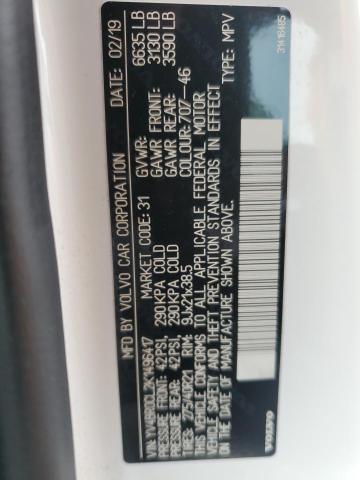 MFD. BY VOLVO CAR CORPORATION DATE: 02/19
MARKET CODE: 31 GVWR: 6635 LB
GAWR FRONT: 3130 LB
VIN: GAWR REAR: 3590 LB
PRESSURE FRONT: 42PSI, 290KPA COLD
PRESSURE REAR: 42PSI, 290KPA COLD COLOUR: 707--46
TIRES: 275/40R21 RIM: 9Jx21x38.5
THIS VEHICLE CONFORMS TO ALL APPLICABLE FEDERAL MOTOR
VEHICLE SAFETY AND THEFT PREVENTION STANDARDS IN EFFECT
ON THE DATE OF MANUFACTURE SHOWN ABOVE. TYPE: MPV
VOLVO 31418485